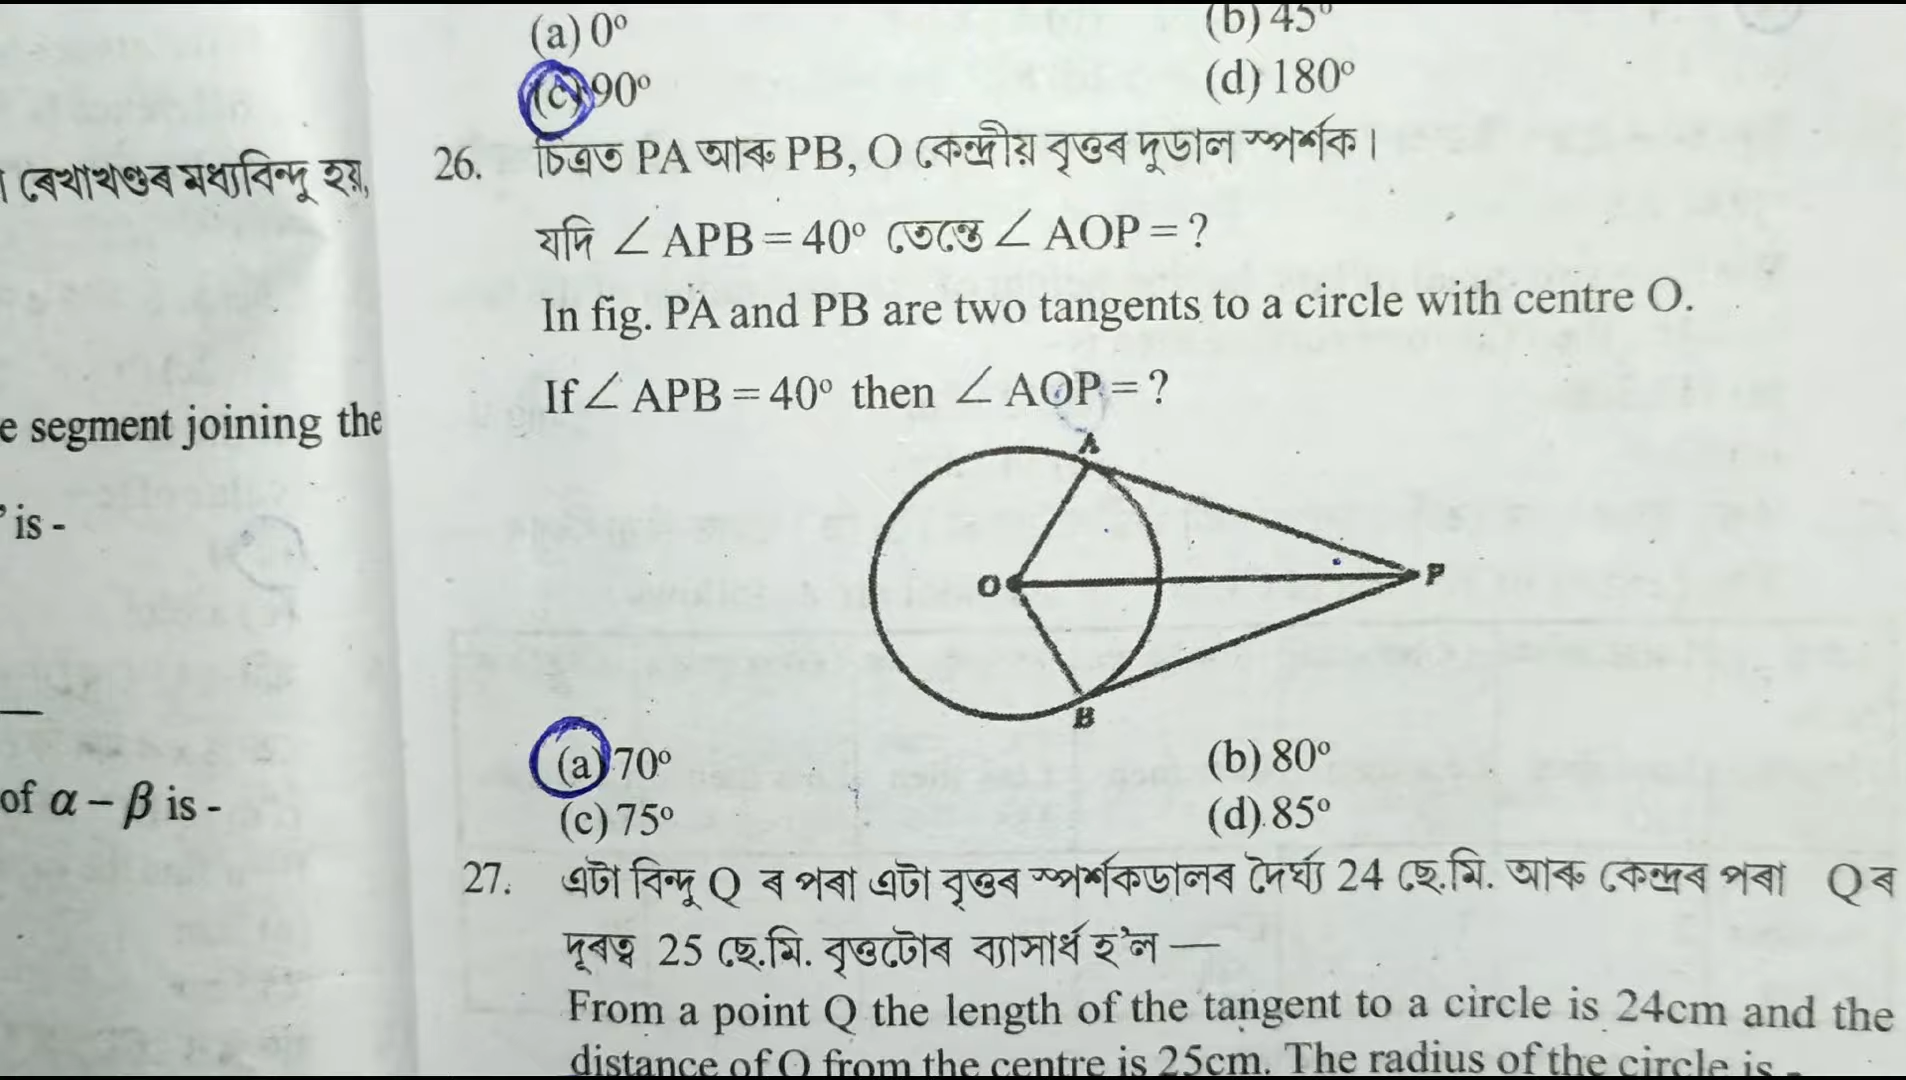 (a) 0° (b) 45°
(c) 90° (d) 180°
ৰেখাখণ্ডৰ মধ্যবিন্দু হয়,
e segment joining the
is -
of α – β is -
26. চিত্ৰত PA আৰু PB, O কেন্দ্ৰীয় বৃত্তৰ দুডাল স্পৰ্শক।
যদি ∠ APB = 40° তেন্তে ∠ AOP = ?
In fig. PA and PB are two tangents to a circle with centre O.
If ∠ APB = 40° then ∠ AOP = ?
A
O
P
B
(a) 70° (b) 80°
(c) 75° (d) 85°
27. এটা বিন্দু Q ৰ পৰা এটা বৃত্তৰ স্পৰ্শকডালৰ দৈৰ্ঘ্য 24 ছে.মি. আৰু কেন্দ্ৰৰ পৰা Q ৰ
দূৰত্ব 25 ছে.মি. বৃত্তটোৰ ব্যাসাৰ্ধ হ’ল —
From a point Q the length of the tangent to a circle is 24cm and the
distance of Q from the centre is 25cm. The radius of the circle is -